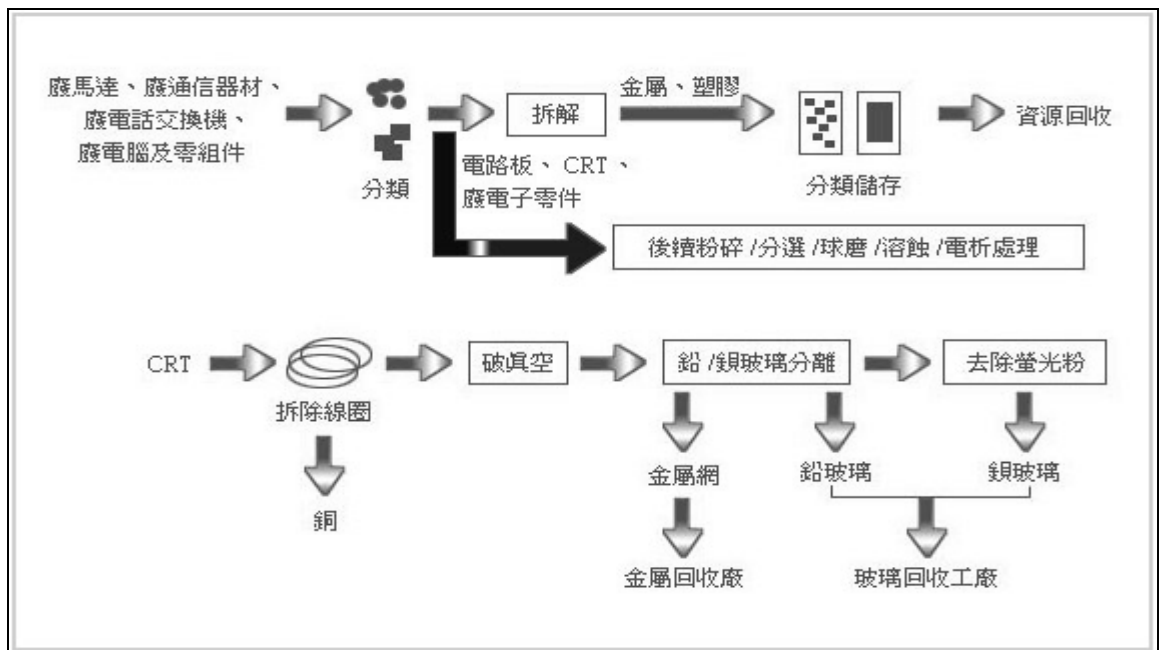 廢馬達、廢通信器材、
廢電話交換機、
廢電腦及零組件
分類
拆解
金屬、塑膠
分類儲存
資源回收
電路板、CRT、
廢電子零件
後續粉碎/分選/球磨/溶蝕/電析處理
CRT
拆除線圈
銅
破真空
鉛/鋇玻璃分離
去除螢光粉
金屬網
鉛玻璃
鋇玻璃
金屬回收廠
玻璃回收工廠